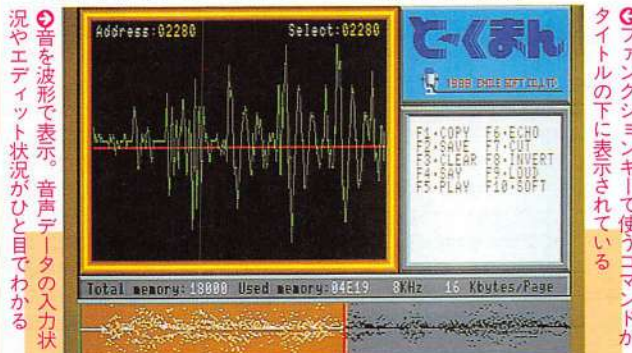 ➲ファンクションキーで使うコマンドが
タイトルの下に表示されている
Address:02280 Select:02280
とーくまん
F1・COPY F6・ECHO
F2・SAVE F7・CUT
F3・CLEAR F8・INVERT
F4・SAY F9・LOUD
F5・PLAY F10・SOFT
Total memory:18000 Used memory:04E19 8KHz 16 Kbytes/Page
➲音を波形で表示。音声データの入力状
況やエディット状況がひと目でわかる